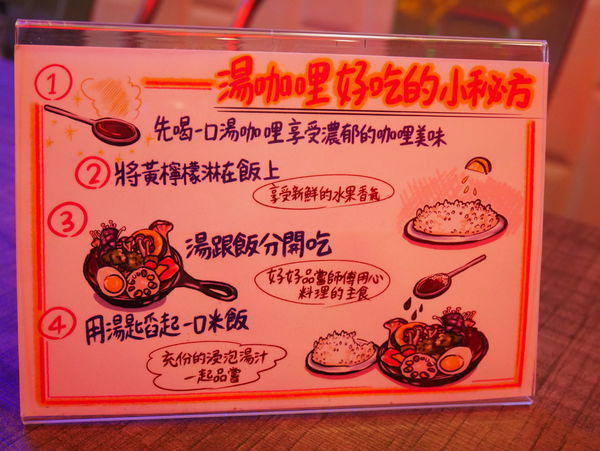 湯咖哩好吃的小秘方
①
先喝一口湯咖哩享受濃郁的咖哩美味
②
將黃檸檬淋在飯上
享受新鮮的水果香氣
③
湯跟飯分開吃
好好品嘗師傅用心
料理的主食
④
用湯匙舀起一口米飯
充份的浸泡湯汁
一起品嘗